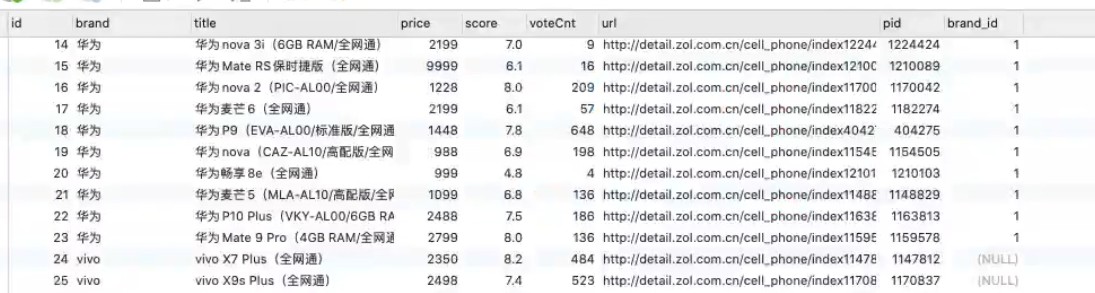 id brand title price score voteCnt url pid brand_id
14 华为 华为 nova 3i（6GB RAM/全网通） 2199 7.0 9 http://detail.zol.com.cn/cell_phone/index12244 1224424 1
15 华为 华为 Mate RS保时捷版（全网通） 9999 6.1 16 http://detail.zol.com.cn/cell_phone/index12100 1210089 1
16 华为 华为 nova 2（PIC-AL00/全网通） 1228 8.0 209 http://detail.zol.com.cn/cell_phone/index11700 1170042 1
17 华为 华为麦芒6（全网通） 2199 6.1 57 http://detail.zol.com.cn/cell_phone/index11822 1182274 1
18 华为 华为 P9（EVA-AL00/标准版/全网通 1448 7.8 648 http://detail.zol.com.cn/cell_phone/index4042 404275 1
19 华为 华为 nova（CAZ-AL10/高配版/全网 988 6.9 198 http://detail.zol.com.cn/cell_phone/index11545 1154505 1
20 华为 华为畅享8e（全网通） 999 4.8 4 http://detail.zol.com.cn/cell_phone/index12101 1210103 1
21 华为 华为麦芒5（MLA-AL10/高配版/全 1099 6.8 136 http://detail.zol.com.cn/cell_phone/index11488 1148829 1
22 华为 华为 P10 Plus（VKY-AL00/6GB RA 2488 7.5 186 http://detail.zol.com.cn/cell_phone/index11638 1163813 1
23 华为 华为 Mate 9 Pro（4GB RAM/全网通 2799 8.0 136 http://detail.zol.com.cn/cell_phone/index11595 1159578 1
24 vivo vivo X7 Plus（全网通） 2350 8.2 484 http://detail.zol.com.cn/cell_phone/index11478 1147812 (NULL)
25 vivo vivo X9s Plus（全网通） 2498 7.4 523 http://detail.zol.com.cn/cell_phone/index11708 1170837 (NULL)